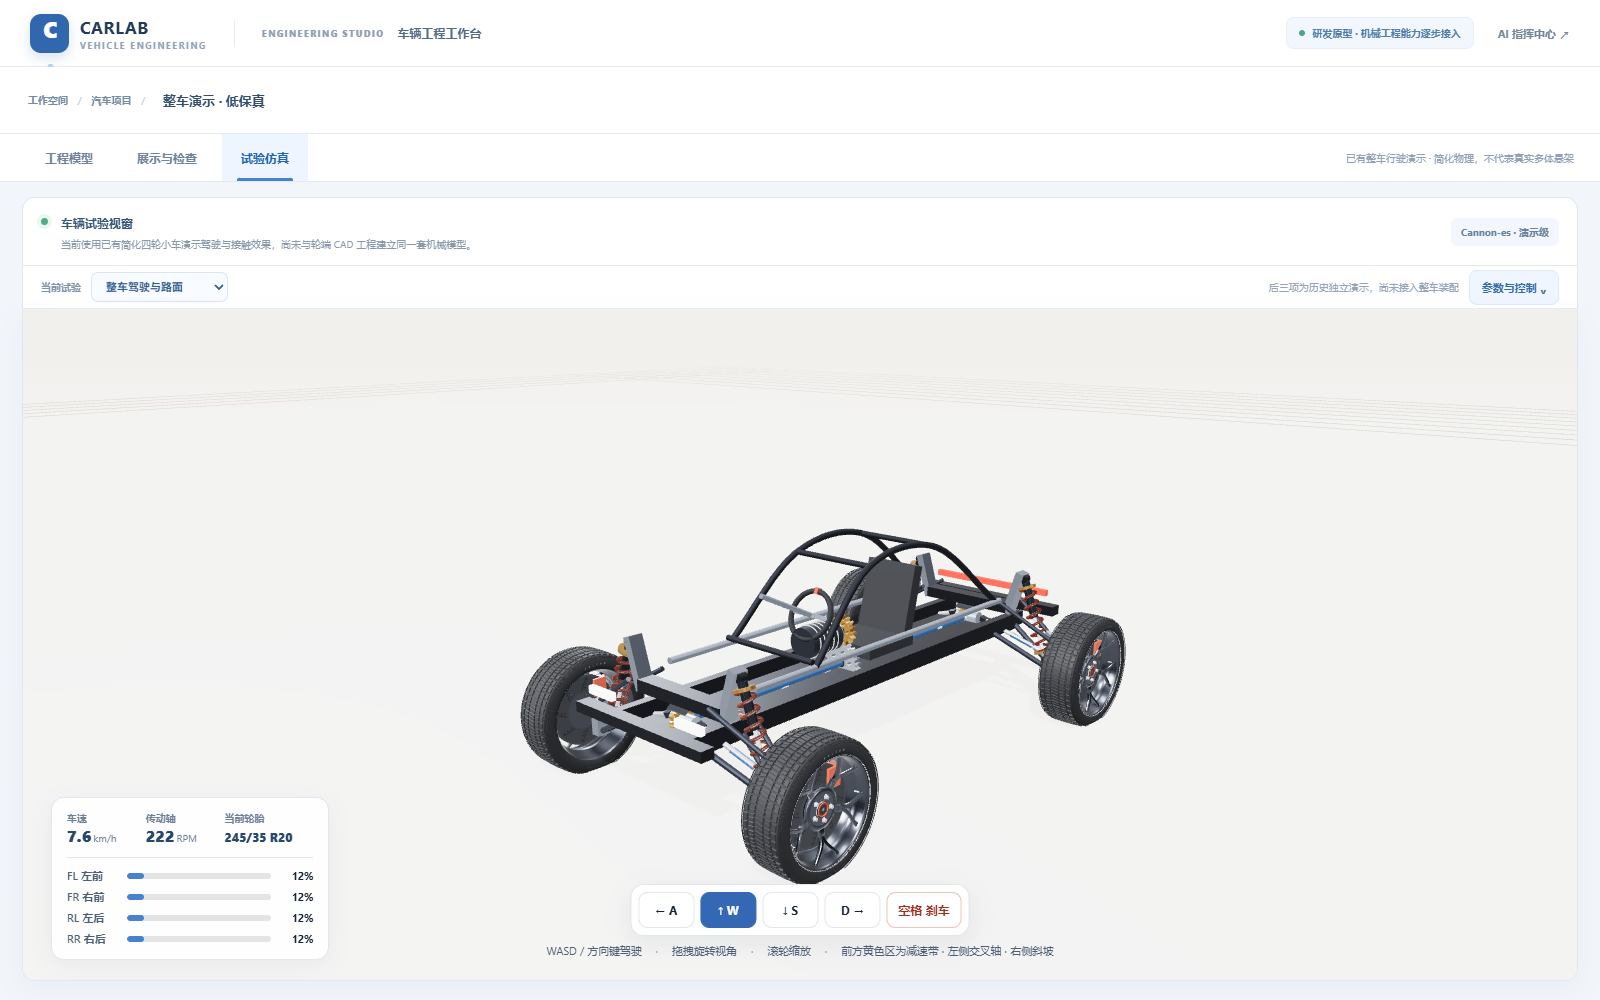 C CARLAB
VEHICLE ENGINEERING
ENGINEERING STUDIO 车辆工程工作台
研发原型 · 机械工程能力逐步接入
AI 指挥中心 ↗
工作空间 / 汽车项目 / 整车演示 · 低保真
工程模型 展示与检查 试验仿真
已有整车行驶演示 · 简化物理，不代表真实多体悬架
车辆试验视窗
当前使用已有简化四轮小车演示驾驶与接触效果，尚未与轮端 CAD 工程建立同一套机械模型。
Cannon-es · 演示级
当前试验 整车驾驶与路面
后三项为历史独立演示，尚未接入整车装配
参数与控制
车速 传动轴 当前轮胎
7.6 km/h 222 RPM 245/35 R20
FL 左前 12%
FR 右前 12%
RL 左后 12%
RR 右后 12%
← A ↑ W ↓ S D → 空格 刹车
WASD / 方向键驾驶 · 拖拽旋转视角 · 滚轮缩放 · 前方黄色区为减速带 · 左侧交叉轴 · 右侧斜坡